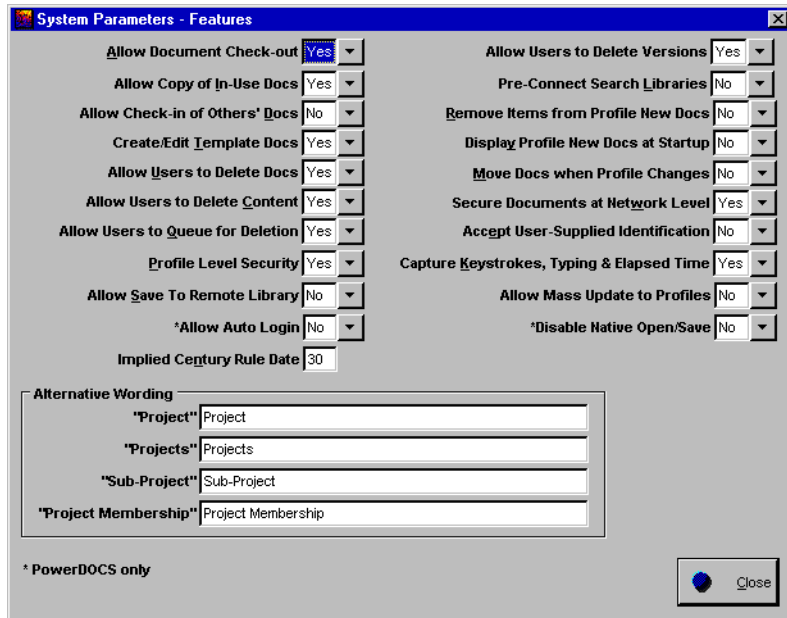 System Parameters - Features
Allow Document Check-out Yes
Allow Copy of In-Use Docs Yes
Allow Check-in of Others' Docs No
Create/Edit Template Docs Yes
Allow Users to Delete Docs Yes
Allow Users to Delete Content Yes
Allow Users to Queue for Deletion Yes
Profile Level Security Yes
Allow Save To Remote Library No
*Allow Auto Login No
Implied Century Rule Date 30
Allow Users to Delete Versions Yes
Pre-Connect Search Libraries No
Remove Items from Profile New Docs No
Display Profile New Docs at Startup No
Move Docs when Profile Changes No
Secure Documents at Network Level Yes
Accept User-Supplied Identification No
Capture Keystrokes, Typing & Elapsed Time Yes
Allow Mass Update to Profiles No
*Disable Native Open/Save No
Alternative Wording
"Project" Project
"Projects" Projects
"Sub-Project" Sub-Project
"Project Membership" Project Membership
* PowerDOCS only
Close